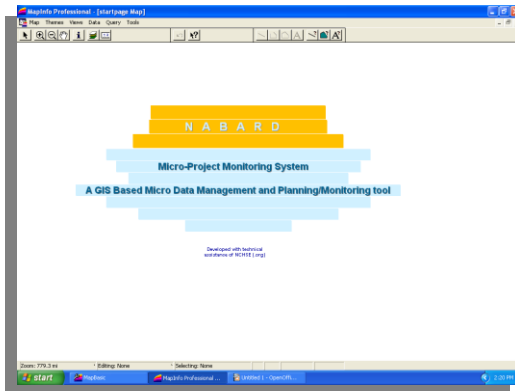 MapInfo Professional - [startpage Map]
Map Themes Views Data Query Tools
N A B A R D
Micro-Project Monitoring System
A GIS Based Micro Data Management and Planning/Monitoring tool
Developed with technical
assistance of NCHSE (.org)
Zoom: 779.3 mi Editing: None Selecting: None
start MapBasic MapInfo Professional ... Untitled 1 - OpenOffi... 2:20 PM